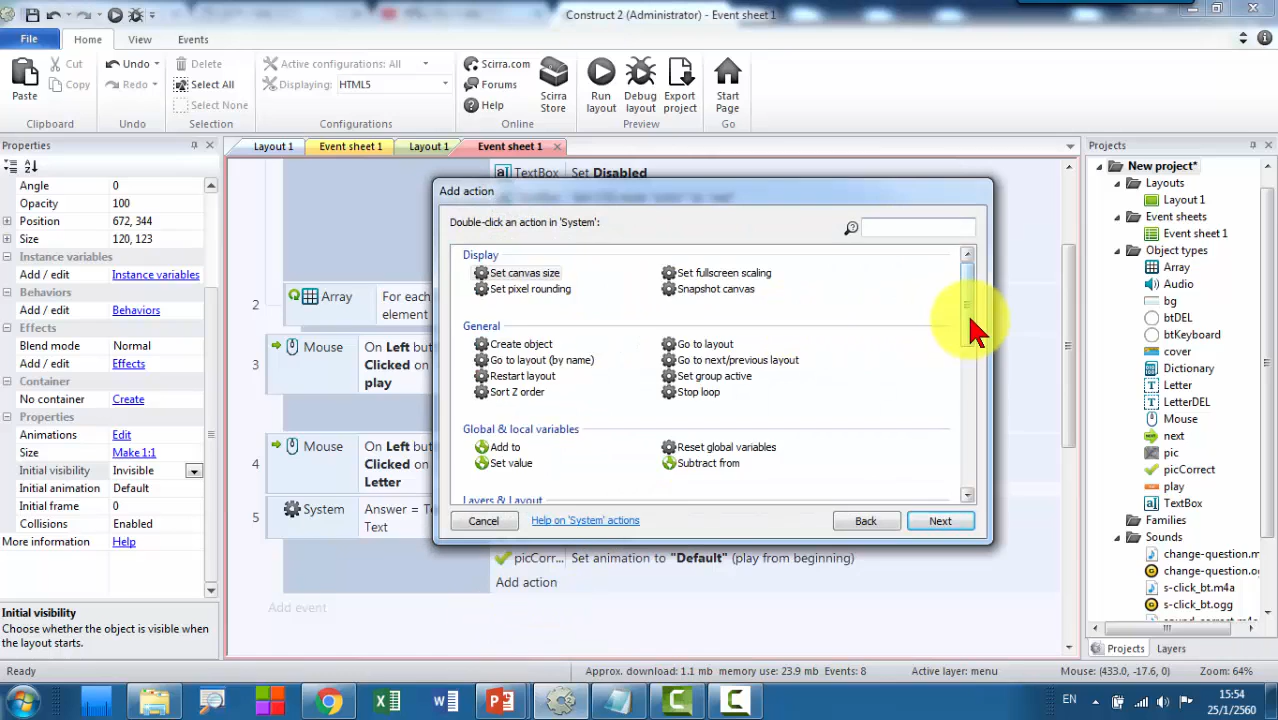 Construct 2 (Administrator) - Event sheet 1
File
Home
View
Events
Paste
Cut
Copy
Clipboard
Undo
Redo
Undo
Delete
Select All
Select None
Selection
Active configurations: All
Displaying: HTML5
Configurations
Scirra.com
Forums
Help
Online
Scirra
Store
Run
layout
Debug
layout
Export
project
Preview
Start
Page
Go
Properties
Layout 1
Event sheet 1
Layout 1
Event sheet 1
Projects
Angle 0
Opacity 100
Position 672, 344
Size 120, 123
Instance variables
Add / edit Instance variables
Behaviors
Add / edit Behaviors
Effects
Blend mode Normal
Add / edit Effects
Container
No container Create
Properties
Animations Edit
Size Make 1:1
Initial visibility Invisible
Initial animation Default
Initial frame 0
Collisions Enabled
More information Help
Initial visibility
Choose whether the object is visible when
the layout starts.
TextBox Set Disabled
2 Array For each
element
3 Mouse On Left
Clicked on
play
4 Mouse On Left
Clicked on
Letter
5 System Answer =
Text
picCorr... Set animation to "Default" (play from beginning)
Add action
Add event
Add action
Double-click an action in 'System':
Display
Set canvas size
Set fullscreen scaling
Set pixel rounding
Snapshot canvas
General
Create object
Go to layout
Go to layout (by name)
Go to next/previous layout
Restart layout
Set group active
Sort Z order
Stop loop
Global & local variables
Add to
Reset global variables
Set value
Subtract from
Layers & Layout
Cancel
Help on 'System' actions
Back
Next
New project*
Layouts
Layout 1
Event sheets
Event sheet 1
Object types
Array
Audio
bg
btDEL
btKeyboard
cover
Dictionary
Letter
LetterDEL
Mouse
next
pic
picCorrect
play
TextBox
Families
Sounds
change-question.m
change-question.og
s-click_bt.m4a
s-click_bt.ogg
Projects
Layers
Ready
Approx. download: 1.1 mb memory use: 23.9 mb Events: 8
Active layer: menu
Mouse: (433.0, -17.6, 0)
Zoom: 64%
EN
15:54
25/1/2560